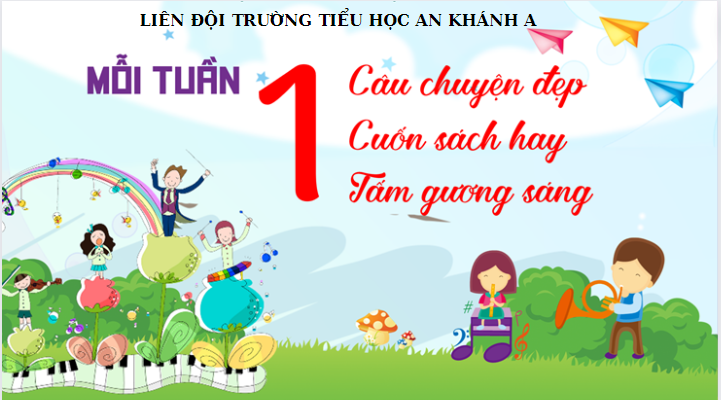 LIÊN ĐỘI TRƯỜNG TIỂU HỌC AN KHÁNH A
MỖI TUẦN
1
Câu chuyện đẹp
Cuốn sách hay
Tấm gương sáng